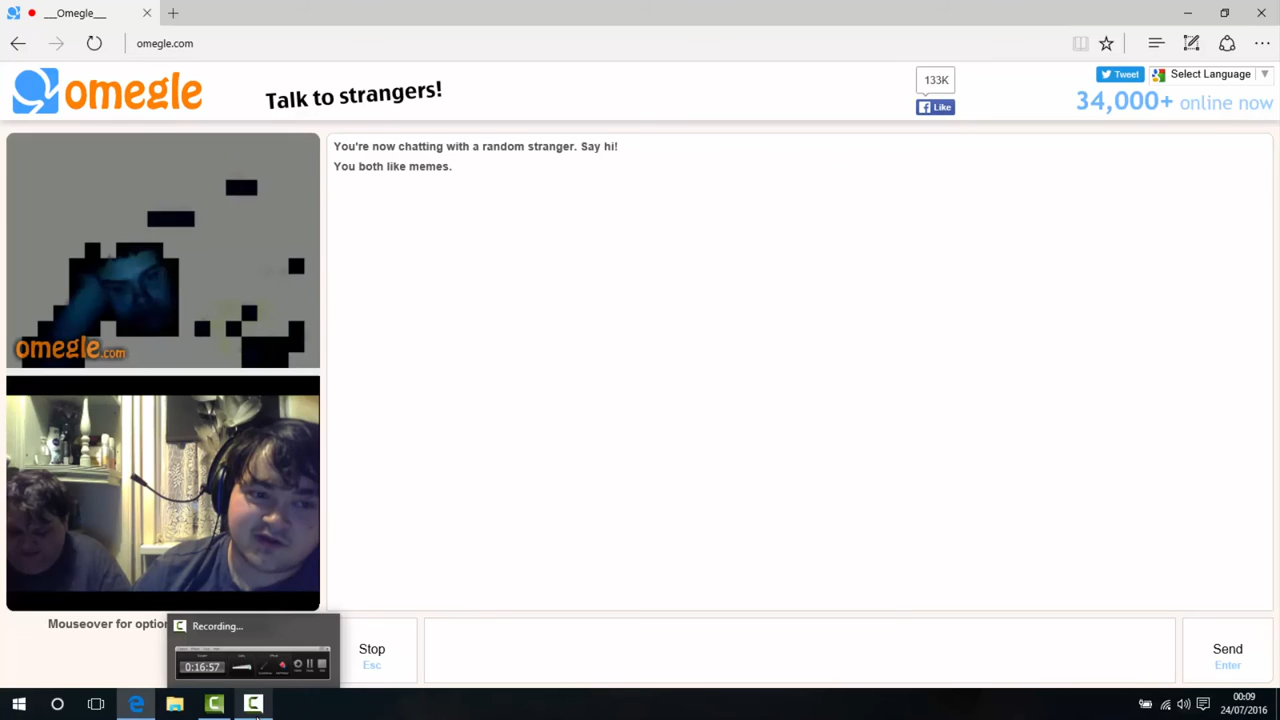 ___Omegle___
omegle.com
omegle
Talk to strangers!
133K
Like
Tweet
Select Language
34,000+ online now
omegle.com
You're now chatting with a random stranger. Say hi!
You both like memes.
Mouseover for option
Recording...
0:16:57
Stop
Esc
Send
Enter
00:09
24/07/2016